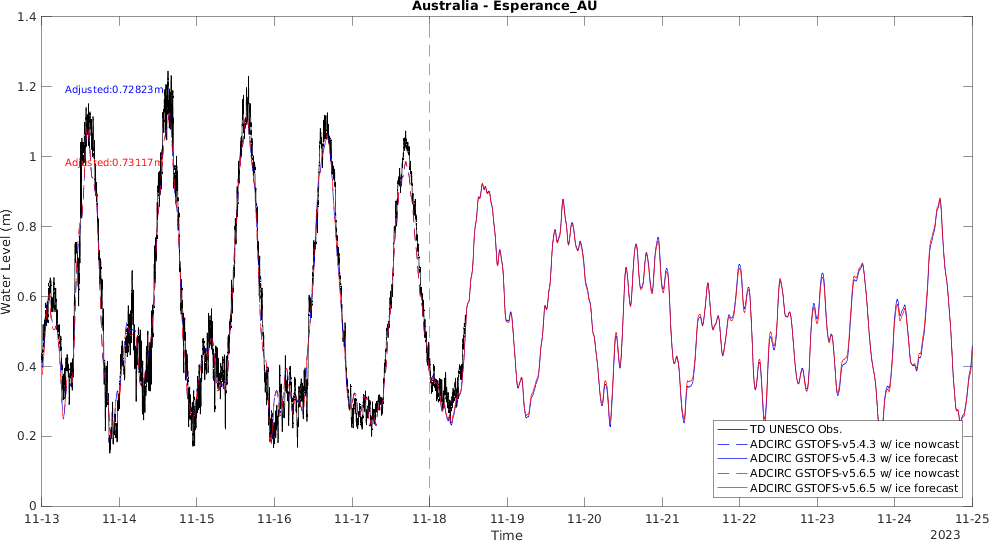 Australia - Esperance_AU
1.4
1.2
1
0.8
0.6
0.4
0.2
0
Water Level (m)
Adjusted:0.72823m
Adjusted:0.73117m
TD UNESCO Obs.
ADCIRC GSTOFS-v5.4.3 w/ ice nowcast
ADCIRC GSTOFS-v5.4.3 w/ ice forecast
ADCIRC GSTOFS-v5.6.5 w/ ice nowcast
ADCIRC GSTOFS-v5.6.5 w/ ice forecast
11-13 11-14 11-15 11-16 11-17 11-18 11-19 11-20 11-21 11-22 11-23 11-24 11-25
Time
2023